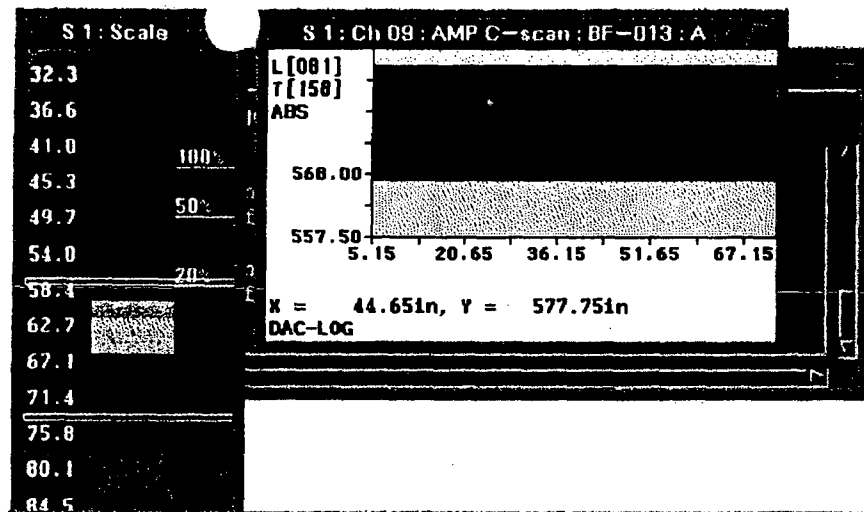 S 1 : Scale
32.3
36.6
41.0
45.3
49.7
54.0
58.4
62.7
67.1
71.4
75.8
80.1
84.5
100%
50%
20%
S 1 : Ch 09 : AMP C-scan : BF-013 : A
L[081]
T[158]
ABS
568.00
557.50
5.15 20.65 36.15 51.65 67.15
X = 44.65in, Y = 577.75in
DAC-LOG